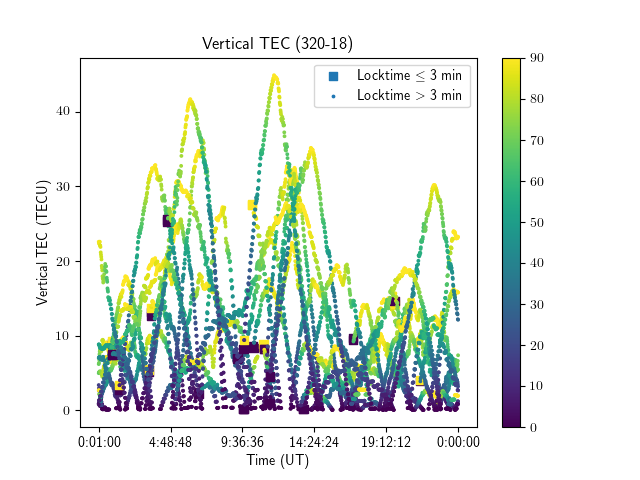 Vertical TEC (320-18)
Locktime ≤ 3 min
Locktime > 3 min
Vertical TEC (TECU)
40
30
20
10
0
0:01:00 4:48:48 9:36:36 14:24:24 19:12:12 0:00:00
Time (UT)
90
80
70
60
50
40
30
20
10
0